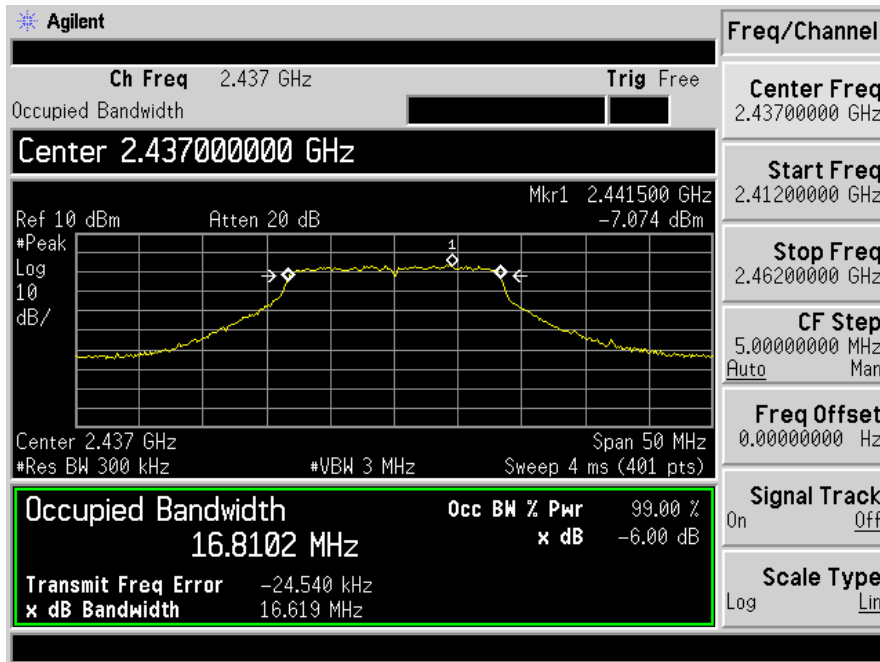 Agilent
Ch Freq 2.437 GHz Trig Free
Occupied Bandwidth
Center 2.437000000 GHz
Mkr1 2.441500 GHz
Ref 10 dBm Atten 20 dB -7.074 dBm
#Peak
Log
10
dB/
1
Center 2.437 GHz Span 50 MHz
#Res BW 300 kHz #VBW 3 MHz Sweep 4 ms (401 pts)
Occupied Bandwidth Occ BW % Pwr 99.00 %
16.8102 MHz x dB -6.00 dB
Transmit Freq Error -24.540 kHz
x dB Bandwidth 16.619 MHz
Freq/Channel
Center Freq
2.43700000 GHz
Start Freq
2.41200000 GHz
Stop Freq
2.46200000 GHz
CF Step
5.00000000 MHz
Auto Man
Freq Offset
0.00000000 Hz
Signal Track
On Off
Scale Type
Log Lin